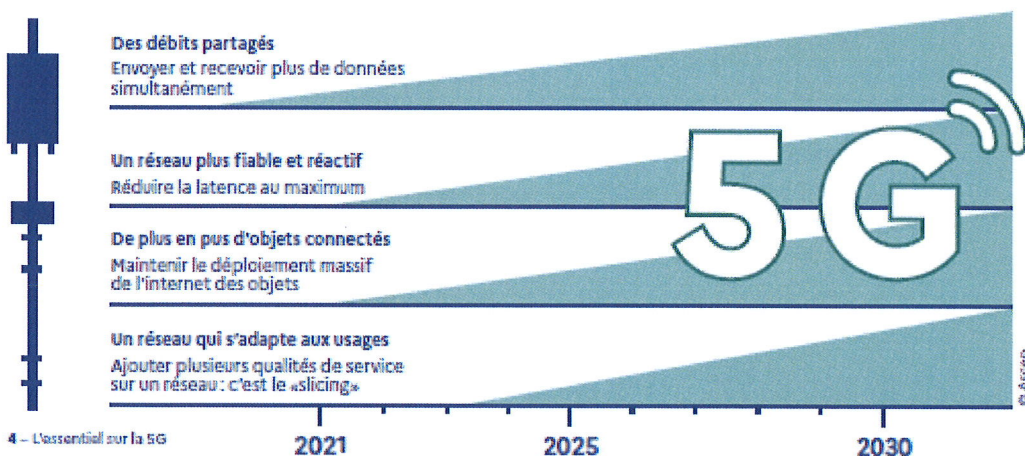 Des débits partagés
Envoyer et recevoir plus de données
simultanément
Un réseau plus fiable et réactif
Réduire la latence au maximum
De plus en pus d'objets connectés
Maintenir le déploiement massif
de l'internet des objets
Un réseau qui s'adapte aux usages
Ajouter plusieurs qualités de service
sur un réseau : c'est le «slicing»
5G
2021
2025
2030
4 – L'essentiel sur la 5G
© Arcep